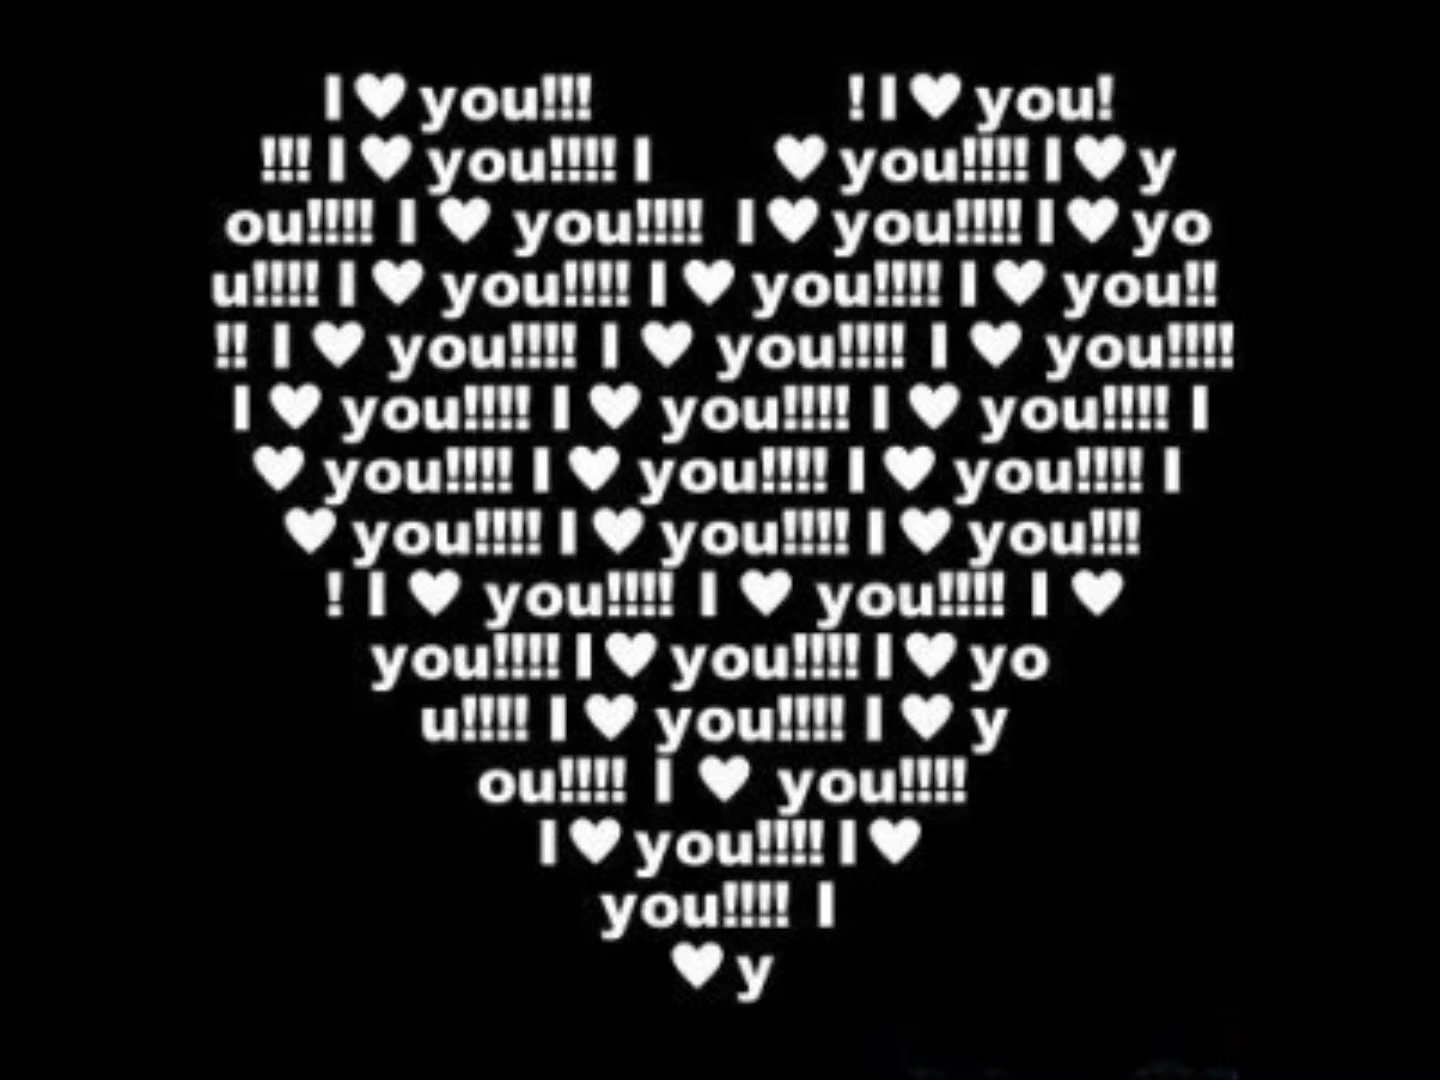 I♥you!!! !I♥you!
!!!I♥you!!!!I ♥you!!!!I♥y
ou!!!! I ♥ you!!!! I♥you!!!!I♥yo
u!!!!I♥you!!!!I♥you!!!!I♥you!!
!! I ♥ you!!!! I ♥ you!!!! I ♥ you!!!!
I♥you!!!!I♥you!!!!I♥you!!!!I
♥you!!!!I♥you!!!!I♥you!!!!I
♥you!!!!I♥you!!!!I♥you!!!
!I♥ you!!!! I ♥ you!!!! I ♥
you!!!!I♥you!!!!I♥yo
u!!!!I♥you!!!!I♥y
ou!!!! I ♥ you!!!!
I♥you!!!!I♥
you!!!! I
♥y